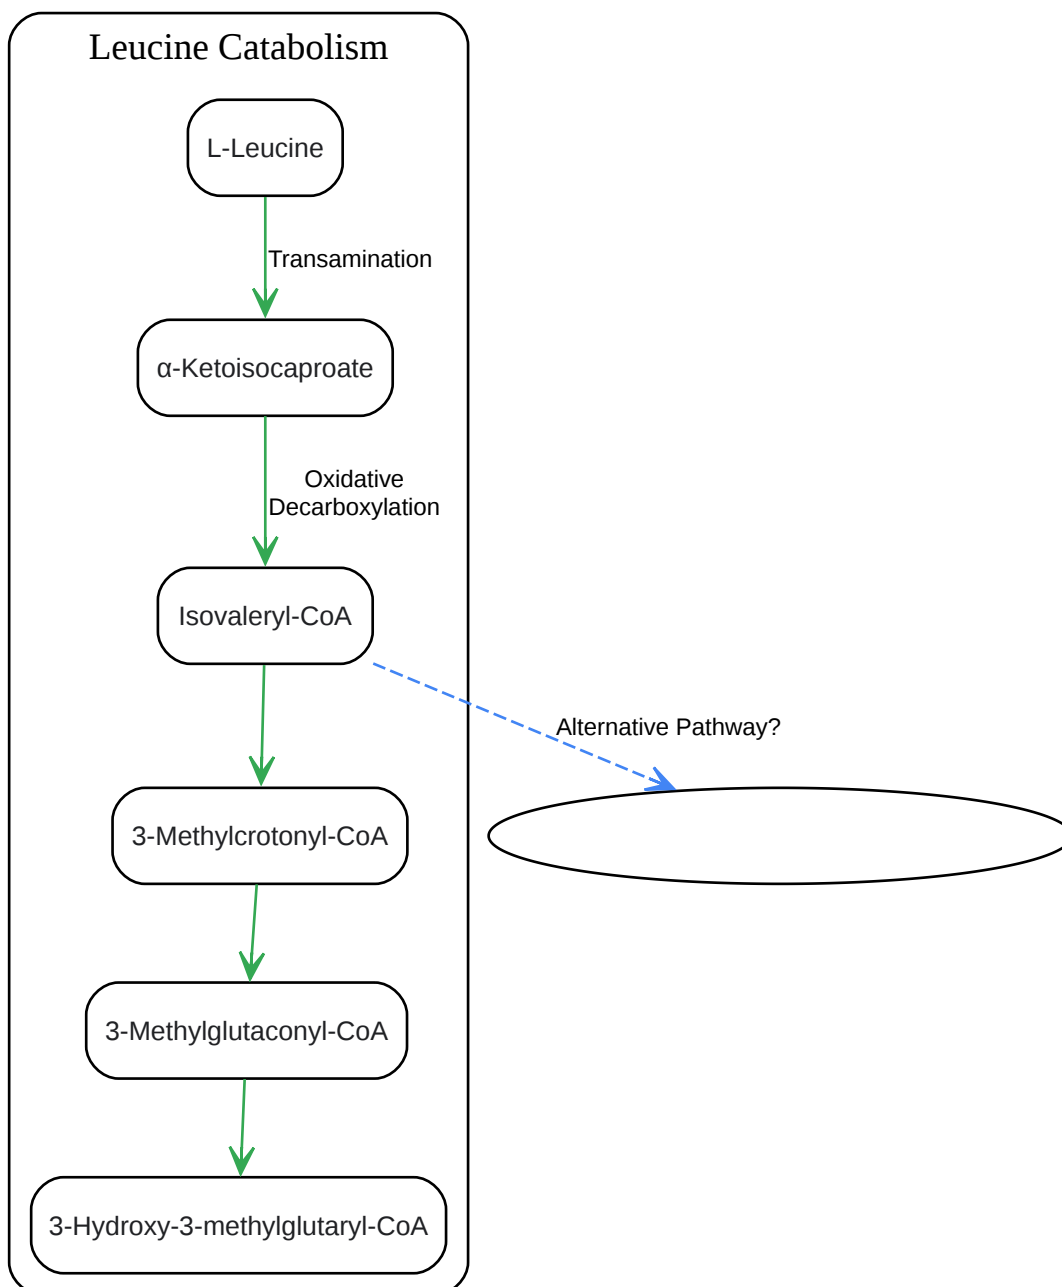 Leucine Catabolism
L-Leucine
Transamination
α-Ketoisocaproate
Oxidative
Decarboxylation
Isovaleryl-CoA
Alternative Pathway?
3-Methylcrotonyl-CoA
3-Methylglutaconyl-CoA
3-Hydroxy-3-methylglutaryl-CoA